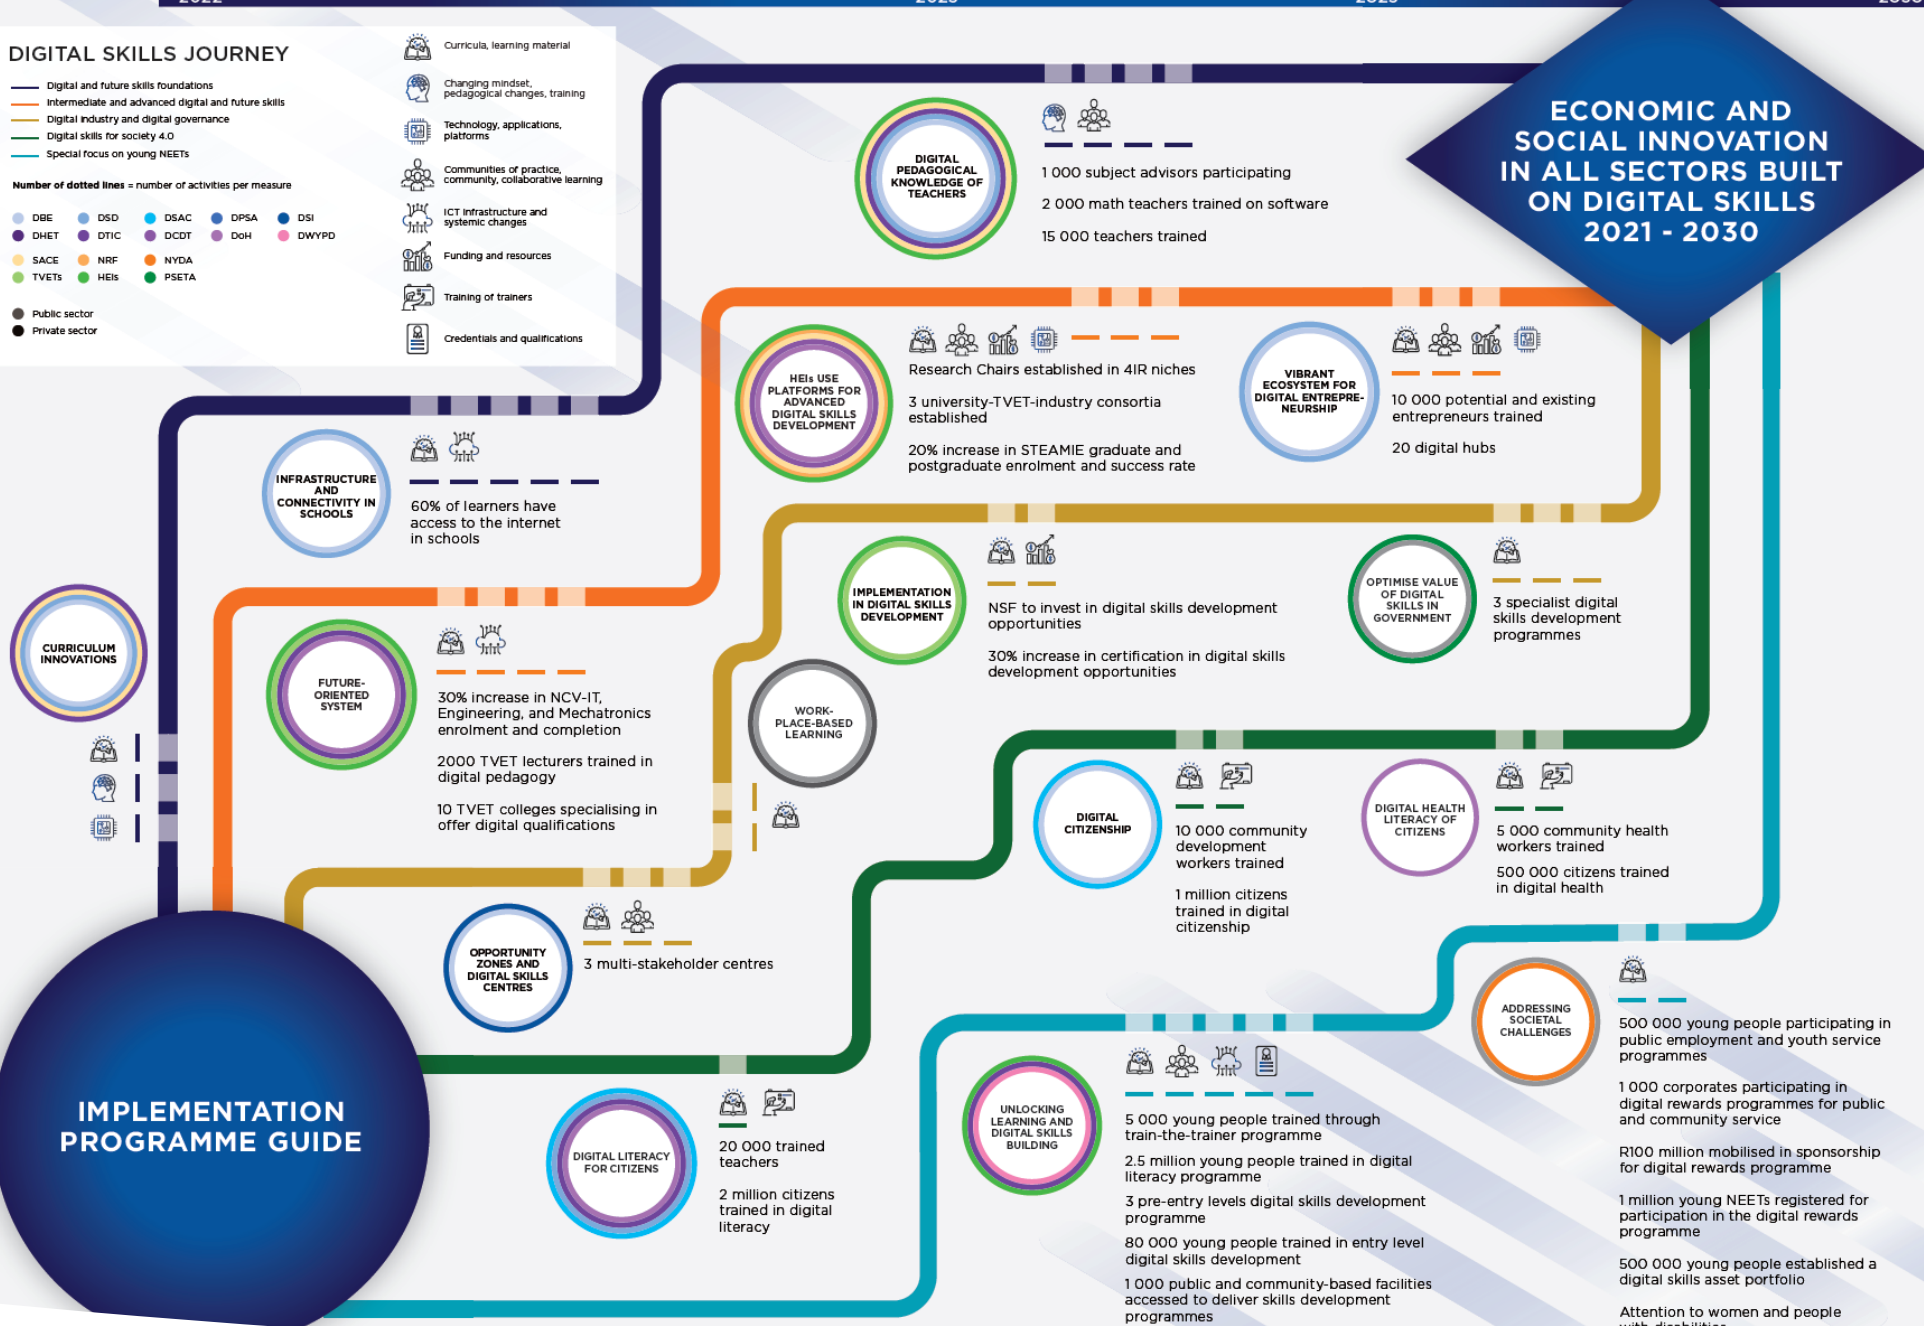 DIGITAL SKILLS JOURNEY
Digital and future skills foundations
Intermediate and advanced digital and future skills
Digital industry and digital governance
Digital skills for society 4.0
Special focus on young NEETs
Number of dotted lines = number of activities per measure
DBE DSD DSAC DPSA DSI
DHET DTIC DCDT DoH DWYPD
SACE NRF NYDA
TVETs HEIs PSETA
Public sector
Private sector
Curricula, learning material
Changing mindset,
pedagogical changes, training
Technology, applications,
platforms
Communities of practice,
community, collaborative learning
ICT infrastructure and
systemic changes
Funding and resources
Training of trainers
Credentials and qualifications
ECONOMIC AND
SOCIAL INNOVATION
IN ALL SECTORS BUILT
ON DIGITAL SKILLS
2021 - 2030
DIGITAL
PEDAGOGICAL
KNOWLEDGE OF
TEACHERS
1 000 subject advisors participating
2 000 math teachers trained on software
15 000 teachers trained
HEIs USE
PLATFORMS FOR
ADVANCED
DIGITAL SKILLS
DEVELOPMENT
Research Chairs established in 4IR niches
3 university-TVET-industry consortia
established
20% increase in STEAMIE graduate and
postgraduate enrolment and success rate
VIBRANT
ECOSYSTEM FOR
DIGITAL ENTREPRE-
NEURSHIP
10 000 potential and existing
entrepreneurs trained
20 digital hubs
INFRASTRUCTURE
AND
CONNECTIVITY IN
SCHOOLS
60% of learners have
access to the internet
in schools
CURRICULUM
INNOVATIONS
FUTURE-
ORIENTED
SYSTEM
30% increase in NCV-IT,
Engineering, and Mechatronics
enrolment and completion
2000 TVET lecturers trained in
digital pedagogy
10 TVET colleges specialising in
offer digital qualifications
IMPLEMENTATION
IN DIGITAL SKILLS
DEVELOPMENT
NSF to invest in digital skills development
opportunities
30% increase in certification in digital skills
development opportunities
OPTIMISE VALUE
OF DIGITAL
SKILLS IN
GOVERNMENT
3 specialist digital
skills development
programmes
WORK-
PLACE-BASED
LEARNING
DIGITAL
CITIZENSHIP
10 000 community
development
workers trained
1 million citizens
trained in digital
citizenship
DIGITAL HEALTH
LITERACY OF
CITIZENS
5 000 community health
workers trained
500 000 citizens trained
in digital health
OPPORTUNITY
ZONES AND
DIGITAL SKILLS
CENTRES
3 multi-stakeholder centres
IMPLEMENTATION
PROGRAMME GUIDE
DIGITAL LITERACY
FOR CITIZENS
20 000 trained
teachers
2 million citizens
trained in digital
literacy
UNLOCKING
LEARNING AND
DIGITAL SKILLS
BUILDING
5 000 young people trained through
train-the-trainer programme
2.5 million young people trained in digital
literacy programme
3 pre-entry levels digital skills development
programme
80 000 young people trained in entry level
digital skills development
1 000 public and community-based facilities
accessed to deliver skills development
programmes
ADDRESSING
SOCIETAL
CHALLENGES
500 000 young people participating in
public employment and youth service
programmes
1 000 corporates participating in
digital rewards programmes for public
and community service
R100 million mobilised in sponsorship
for digital rewards programme
1 million young NEETs registered for
participation in the digital rewards
programme
500 000 young people established a
digital skills asset portfolio
Attention to women and people